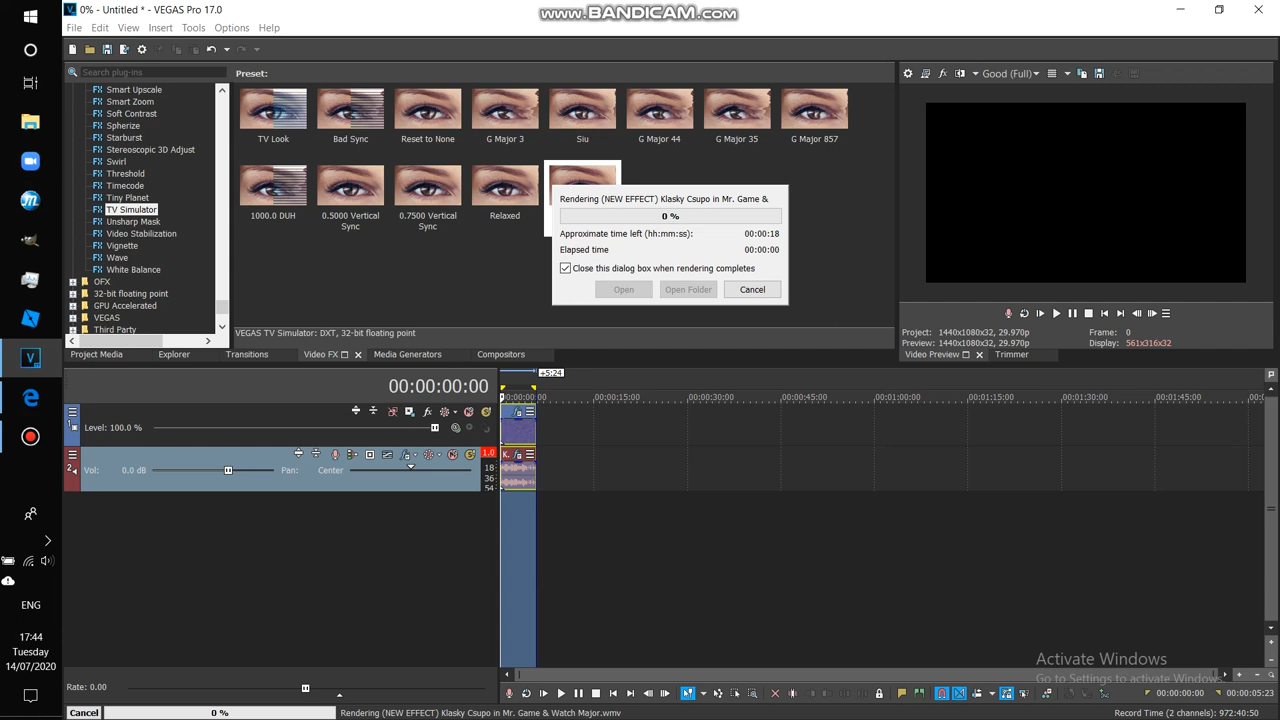 0% - Untitled * - VEGAS Pro 17.0
www.BANDICAM.com
File Edit View Insert Tools Options Help
Search plug-ins
Preset:
Good (Full)
Smart Upscale
Smart Zoom
Soft Contrast
Spherize
Starburst
Stereoscopic 3D Adjust
Swirl
Threshold
Timecode
Tiny Planet
TV Simulator
Unsharp Mask
Video Stabilization
Vignette
Wave
White Balance
OFX
32-bit floating point
GPU Accelerated
VEGAS
Third Party
TV Look
Bad Sync
Reset to None
G Major 3
Siu
G Major 44
G Major 35
G Major 857
1000.0 DUH
0.5000 Vertical Sync
0.7500 Vertical Sync
Relaxed
Rendering (NEW EFFECT) Klasky Csupo in Mr. Game &
0 %
Approximate time left (hh:mm:ss): 00:00:18
Elapsed time 00:00:00
Close this dialog box when rendering completes
Open Open Folder Cancel
VEGAS TV Simulator: DXT, 32-bit floating point
Project: 1440x1080x32, 29.970p
Preview: 1440x1080x32, 29.970p
Frame: 0
Display: 561x316x32
Project Media Explorer Transitions Video FX Media Generators Compositors
Video Preview Trimmer
00:00:00:00
+5:24
00:00:15:00 00:00:30:00 00:00:45:00 00:01:00:00 00:01:15:00 00:01:30:00 00:01:45:00
1
Level: 100.0 %
2
Vol: 0.0 dB Pan: Center
1.0
18-
36-
54-
K.
ENG
17:44
Tuesday
14/07/2020
Activate Windows
Go to Settings to activate Windows.
Rate: 0.00
00:00:00:00 00:00:05:23
Cancel 0 % Rendering (NEW EFFECT) Klasky Csupo in Mr. Game & Watch Major.wmv
Record Time (2 channels): 972:40:50